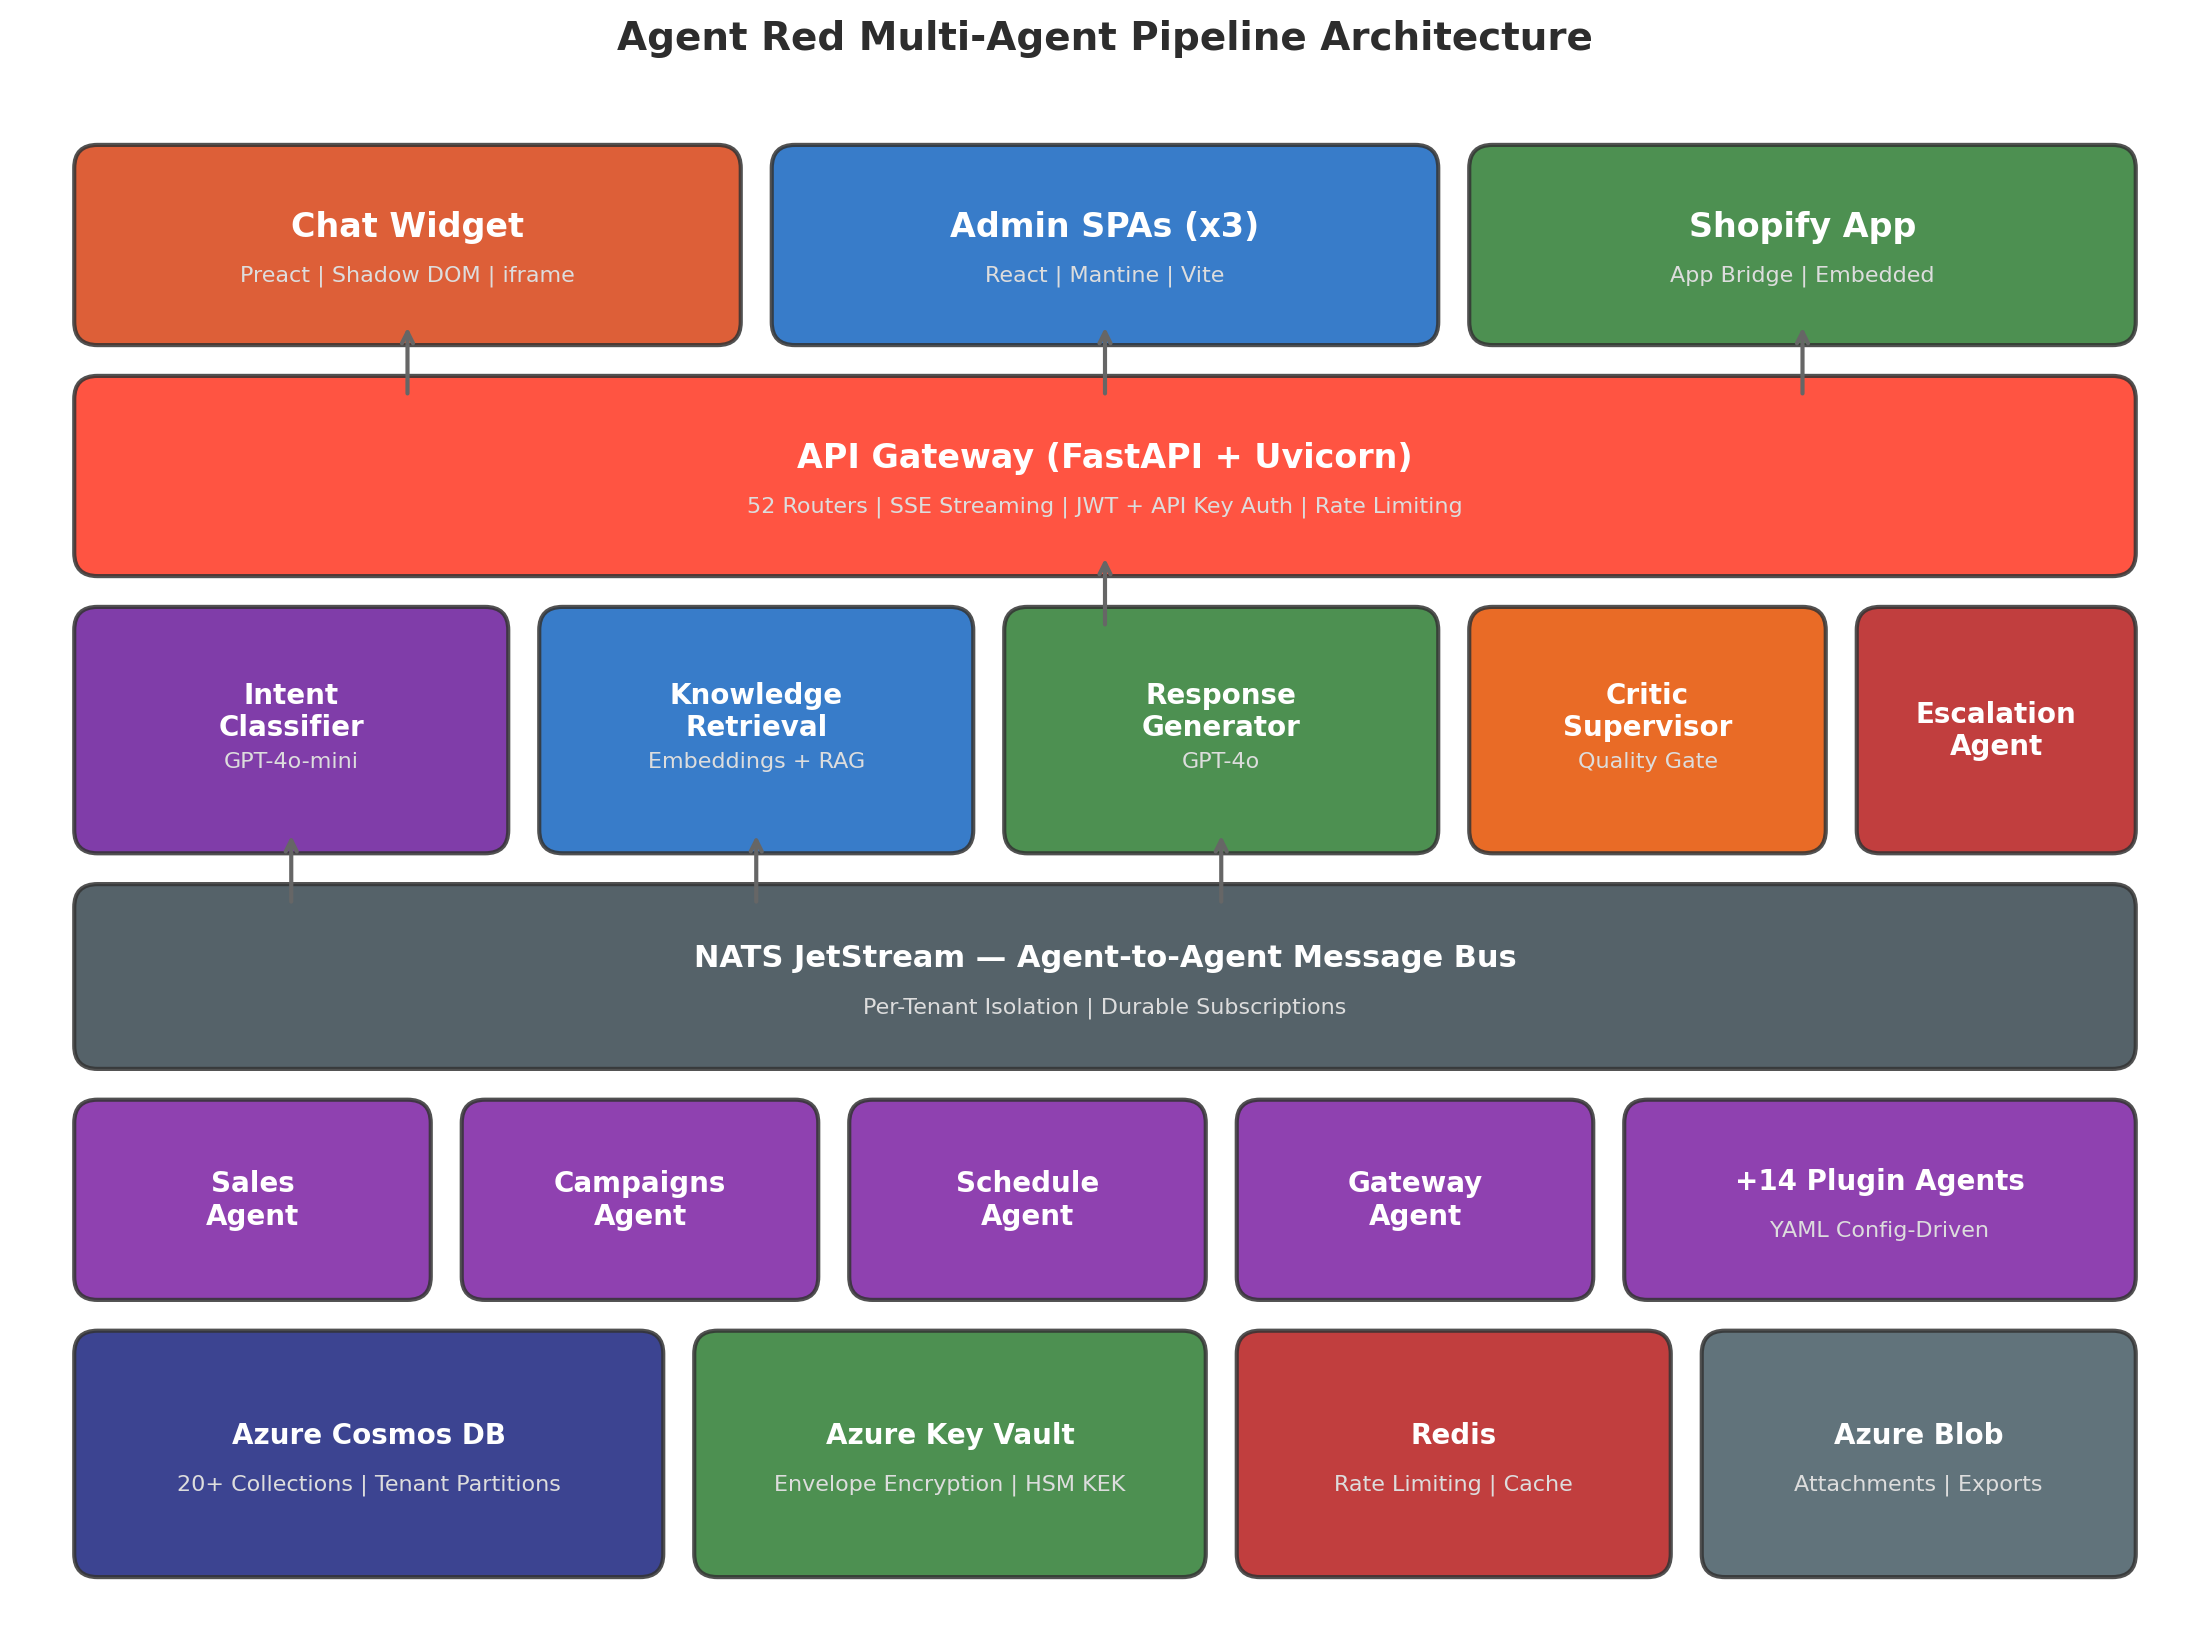 Agent Red Multi-Agent Pipeline Architecture
Chat Widget
Preact | Shadow DOM | iframe
Admin SPAs (x3)
React | Mantine | Vite
Shopify App
App Bridge | Embedded
API Gateway (FastAPI + Uvicorn)
52 Routers | SSE Streaming | JWT + API Key Auth | Rate Limiting
Intent
Classifier
GPT-4o-mini
Knowledge
Retrieval
Embeddings + RAG
Response
Generator
GPT-4o
Critic
Supervisor
Quality Gate
Escalation
Agent
NATS JetStream — Agent-to-Agent Message Bus
Per-Tenant Isolation | Durable Subscriptions
Sales
Agent
Campaigns
Agent
Schedule
Agent
Gateway
Agent
+14 Plugin Agents
YAML Config-Driven
Azure Cosmos DB
20+ Collections | Tenant Partitions
Azure Key Vault
Envelope Encryption | HSM KEK
Redis
Rate Limiting | Cache
Azure Blob
Attachments | Exports